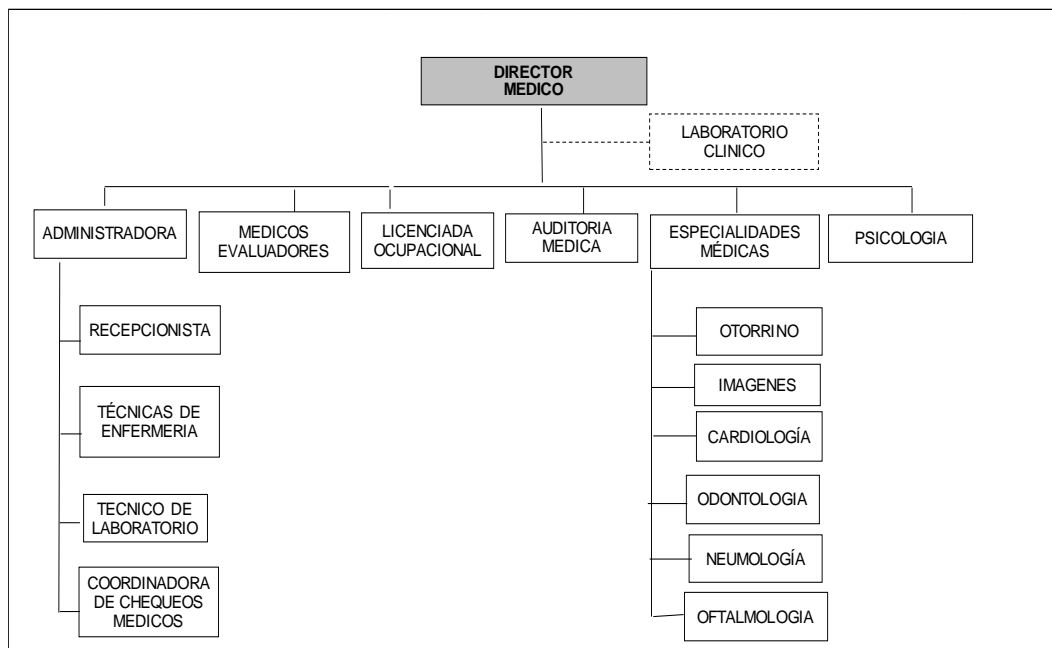 DIRECTOR
MEDICO
LABORATORIO
CLINICO
ADMINISTRADORA
MEDICOS
EVALUADORES
LICENCIADA
OCUPACIONAL
AUDITORIA
MEDICA
ESPECIALIDADES
MÉDICAS
PSICOLOGIA
RECEPCIONISTA
TÉCNICAS DE
ENFERMERIA
TECNICO DE
LABORATORIO
COORDINADORA
DE CHEQUEOS
MEDICOS
OTORRINO
IMAGENES
CARDIOLOGÍA
ODONTOLOGIA
NEUMOLOGÍA
OFTALMOLOGIA